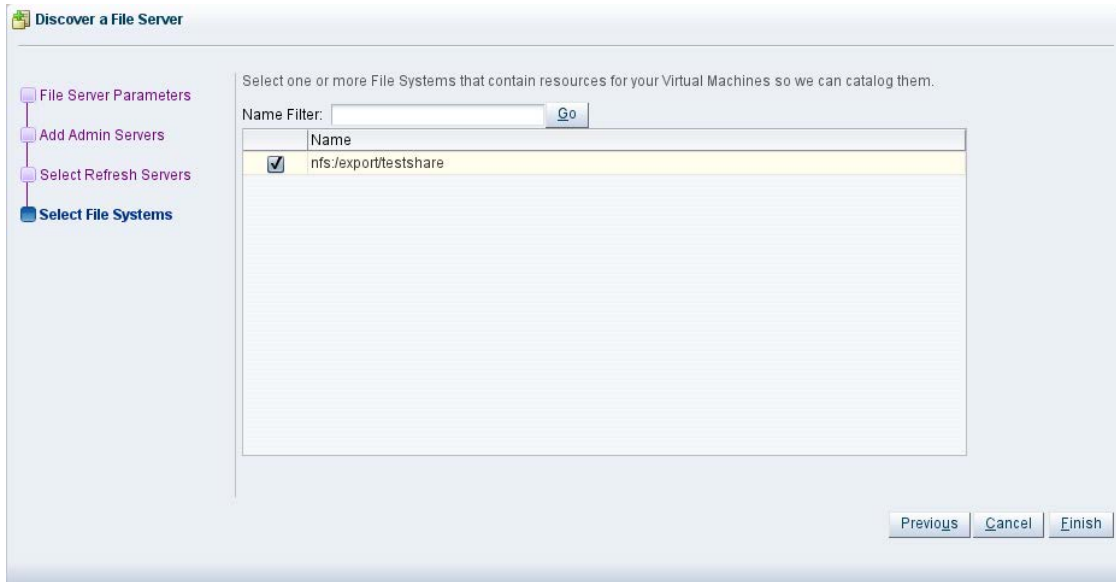 Discover a File Server
File Server Parameters
Add Admin Servers
Select Refresh Servers
Select File Systems
Select one or more File Systems that contain resources for your Virtual Machines so we can catalog them.
Name Filter: Go
Name
nfs:/export/testshare
Previous Cancel Finish